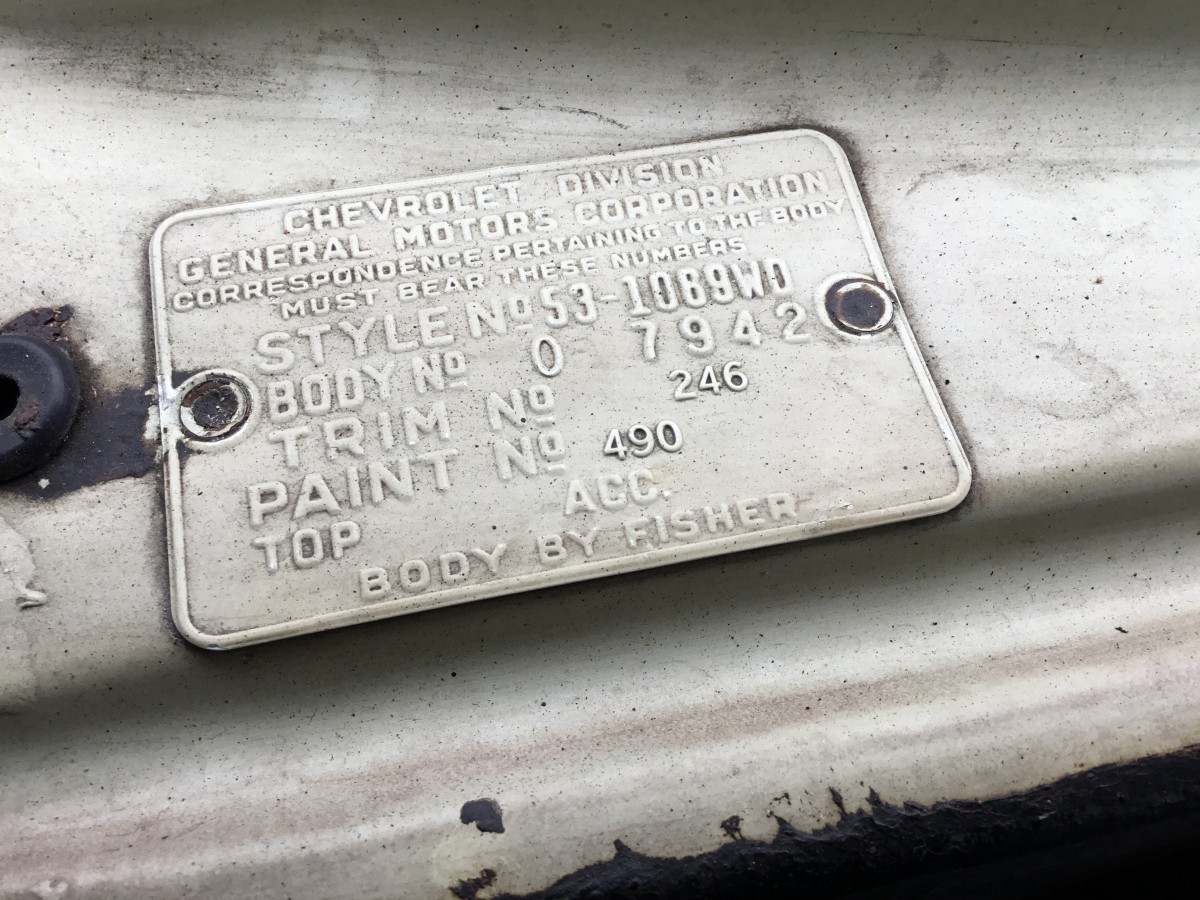 CHEVROLET DIVISION
GENERAL MOTORS CORPORATION
CORRESPONDENCE PERTAINING TO THE BODY
MUST BEAR THESE NUMBERS
STYLE No 53-1069WD
BODY No 0 7942
TRIM No 246
PAINT No 490
TOP ACC.
BODY BY FISHER